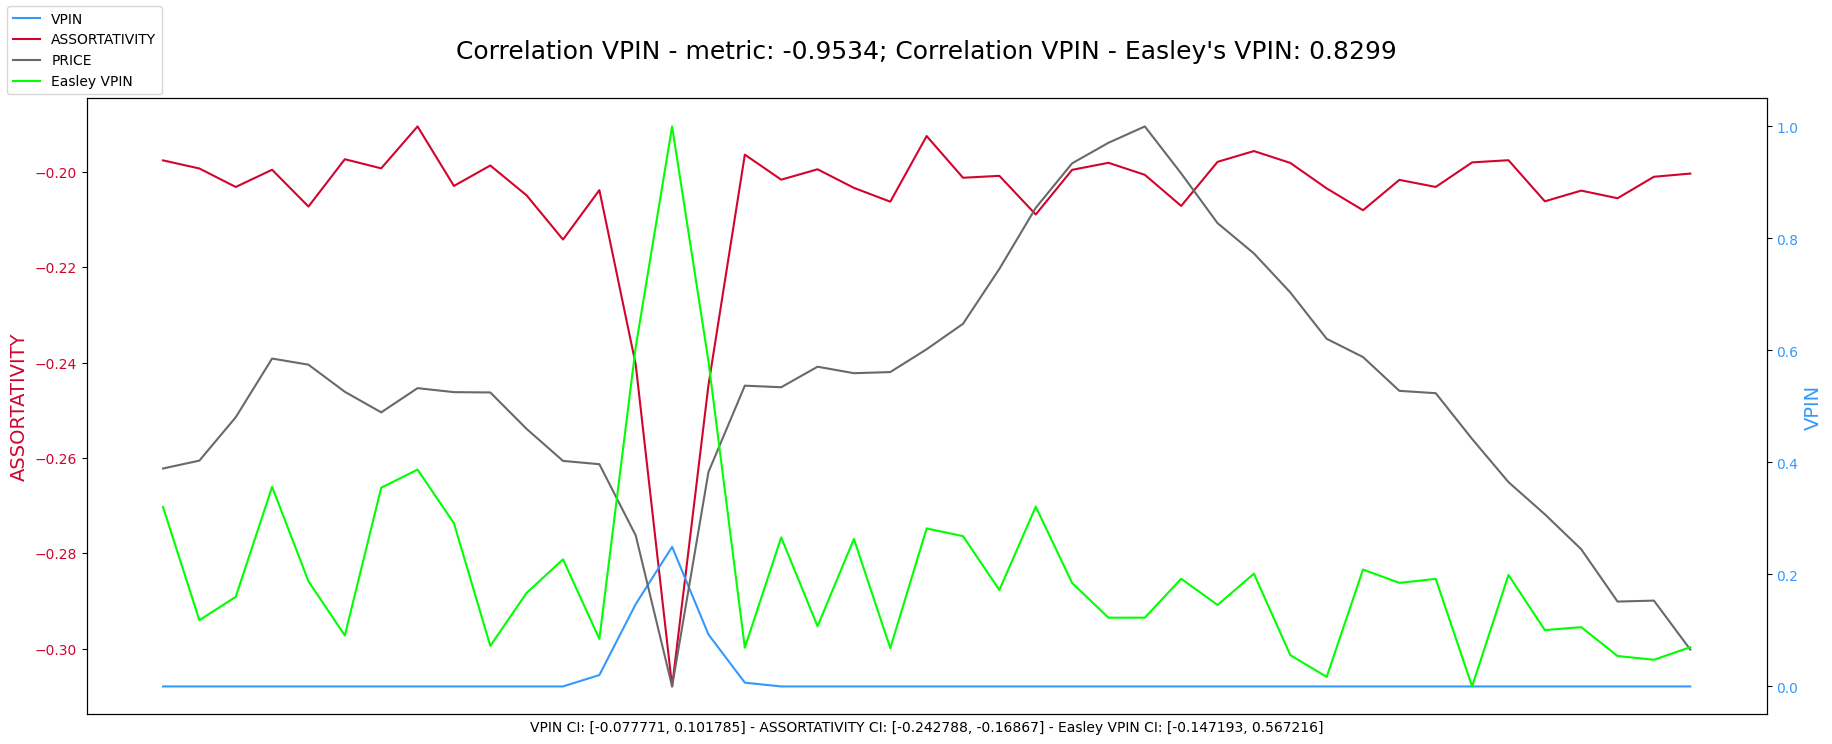 VPIN
ASSORTATIVITY
PRICE
Easley VPIN
Correlation VPIN - metric: -0.9534; Correlation VPIN - Easley's VPIN: 0.8299
ASSORTATIVITY
−0.20
−0.22
−0.24
−0.26
−0.28
−0.30
1.0
0.8
0.6
0.4
0.2
0.0
VPIN
VPIN CI: [-0.077771, 0.101785] - ASSORTATIVITY CI: [-0.242788, -0.16867] - Easley VPIN CI: [-0.147193, 0.567216]